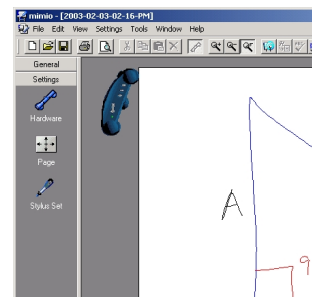 mimio - [2003-02-03-02-16-PM]
File Edit View Settings Tools Window Help
General
Settings
Hardware
Page
Stylus Set
A
9